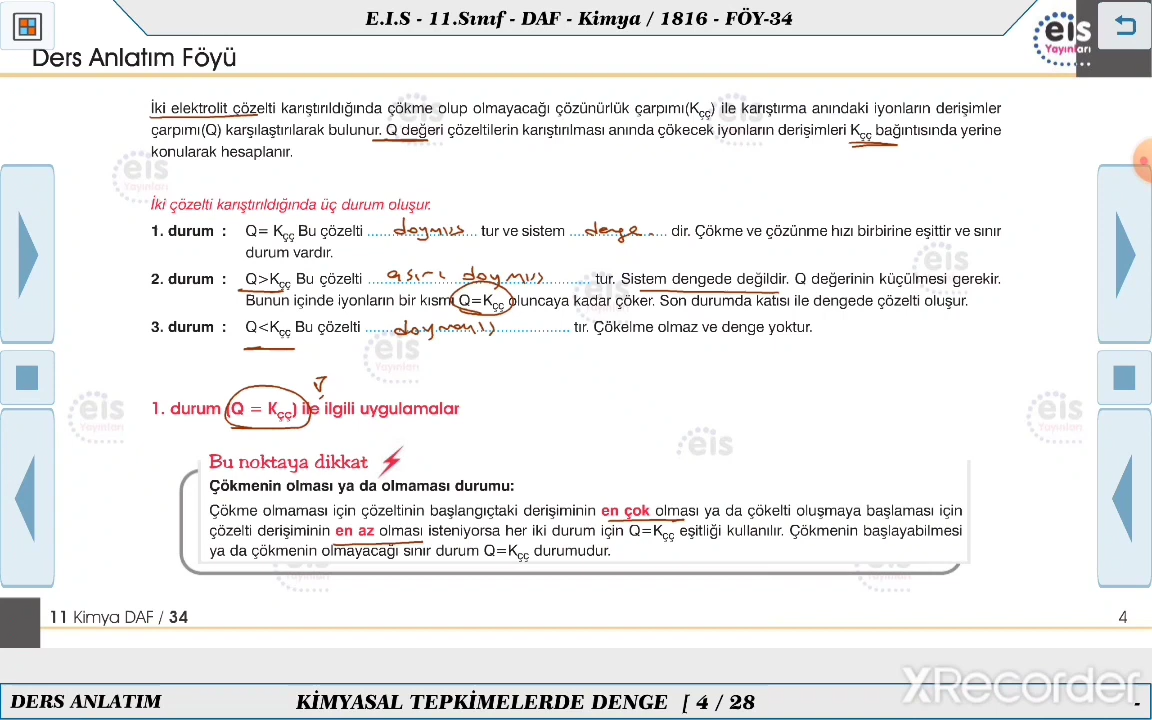 E.I.S - 11.Sınıf - DAF - Kimya / 1816 - FÖY-34
eis
Yayınları
Ders Anlatım Föyü
İki elektrolit çözelti karıştırıldığında çökme olup olmayacağı çözünürlük çarpımı(Kçç) ile karıştırma anındaki iyonların derişimler
çarpımı(Q) karşılaştırılarak bulunur. Q değeri çözeltilerin karıştırılması anında çökecek iyonların derişimleri Kçç bağıntısında yerine
konularak hesaplanır.
İki çözelti karıştırıldığında üç durum oluşur.
1. durum : Q= Kçç Bu çözelti doymuş tur ve sistem denge dir. Çökme ve çözünme hızı birbirine eşittir ve sınır
durum vardır.
2. durum : Q>Kçç Bu çözelti aşırı doymuş tur. Sistem dengede değildir. Q değerinin küçülmesi gerekir.
Bunun içinde iyonların bir kısmı Q=Kçç oluncaya kadar çöker. Son durumda katısı ile dengede çözelti oluşur.
3. durum : Q<Kçç Bu çözelti doymamış tır. Çökelme olmaz ve denge yoktur.
1. durum (Q = Kçç) ile ilgili uygulamalar
Bu noktaya dikkat
Çökmenin olması ya da olmaması durumu:
Çökme olmaması için çözeltinin başlangıçtaki derişiminin en çok olması ya da çökelti oluşmaya başlaması için
çözelti derişiminin en az olması isteniyorsa her iki durum için Q=Kçç eşitliği kullanılır. Çökmenin başlayabilmesi
ya da çökmenin olmayacağı sınır durum Q=Kçç durumudur.
11 Kimya DAF / 34
4
XRecorder
DERS ANLATIM
KİMYASAL TEPKİMELERDE DENGE [ 4 / 28
-